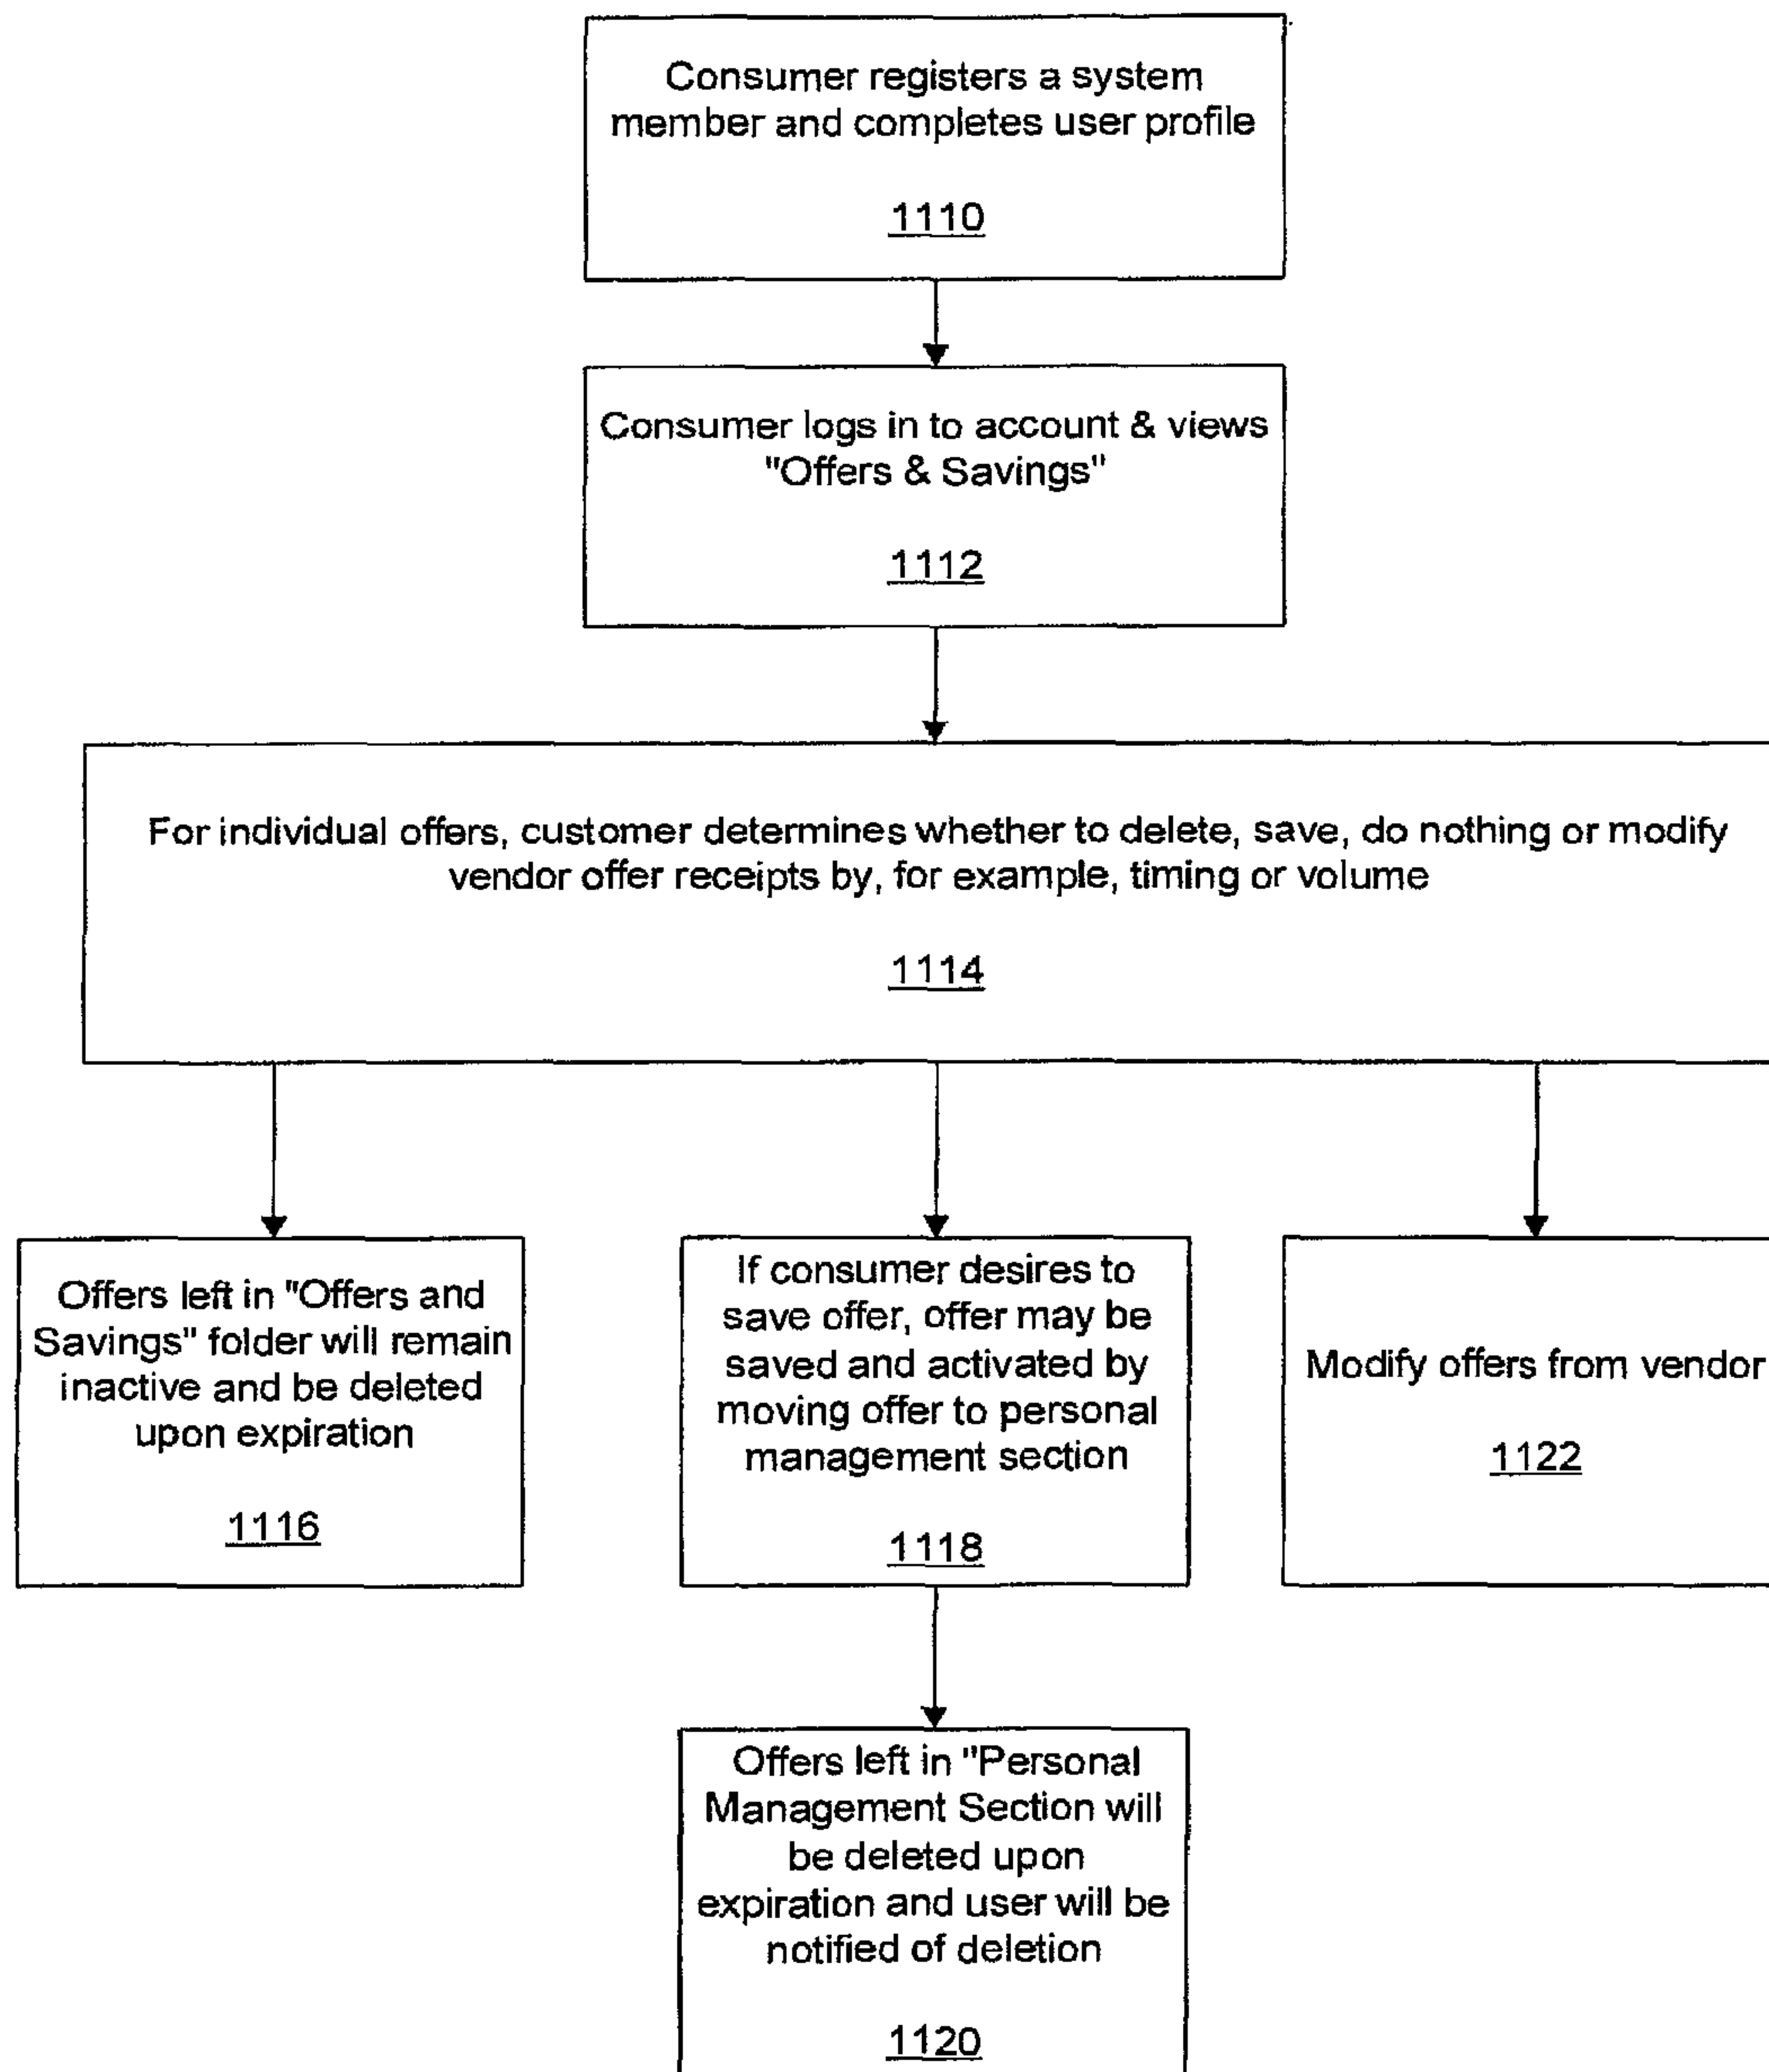 Consumer registers a system
member and completes user profile
1110
Consumer logs in to account & views
"Offers & Savings"
1112
For individual offers, customer determines whether to delete, save, do nothing or modify
vendor offer receipts by, for example, timing or volume
1114
Offers left in "Offers and
Savings" folder will remain
inactive and be deleted
upon expiration
1116
If consumer desires to
save offer, offer may be
saved and activated by
moving offer to personal
management section
1118
Modify offers from vendor
1122
Offers left in "Personal
Management Section will
be deleted upon
expiration and user will be
notified of deletion
1120